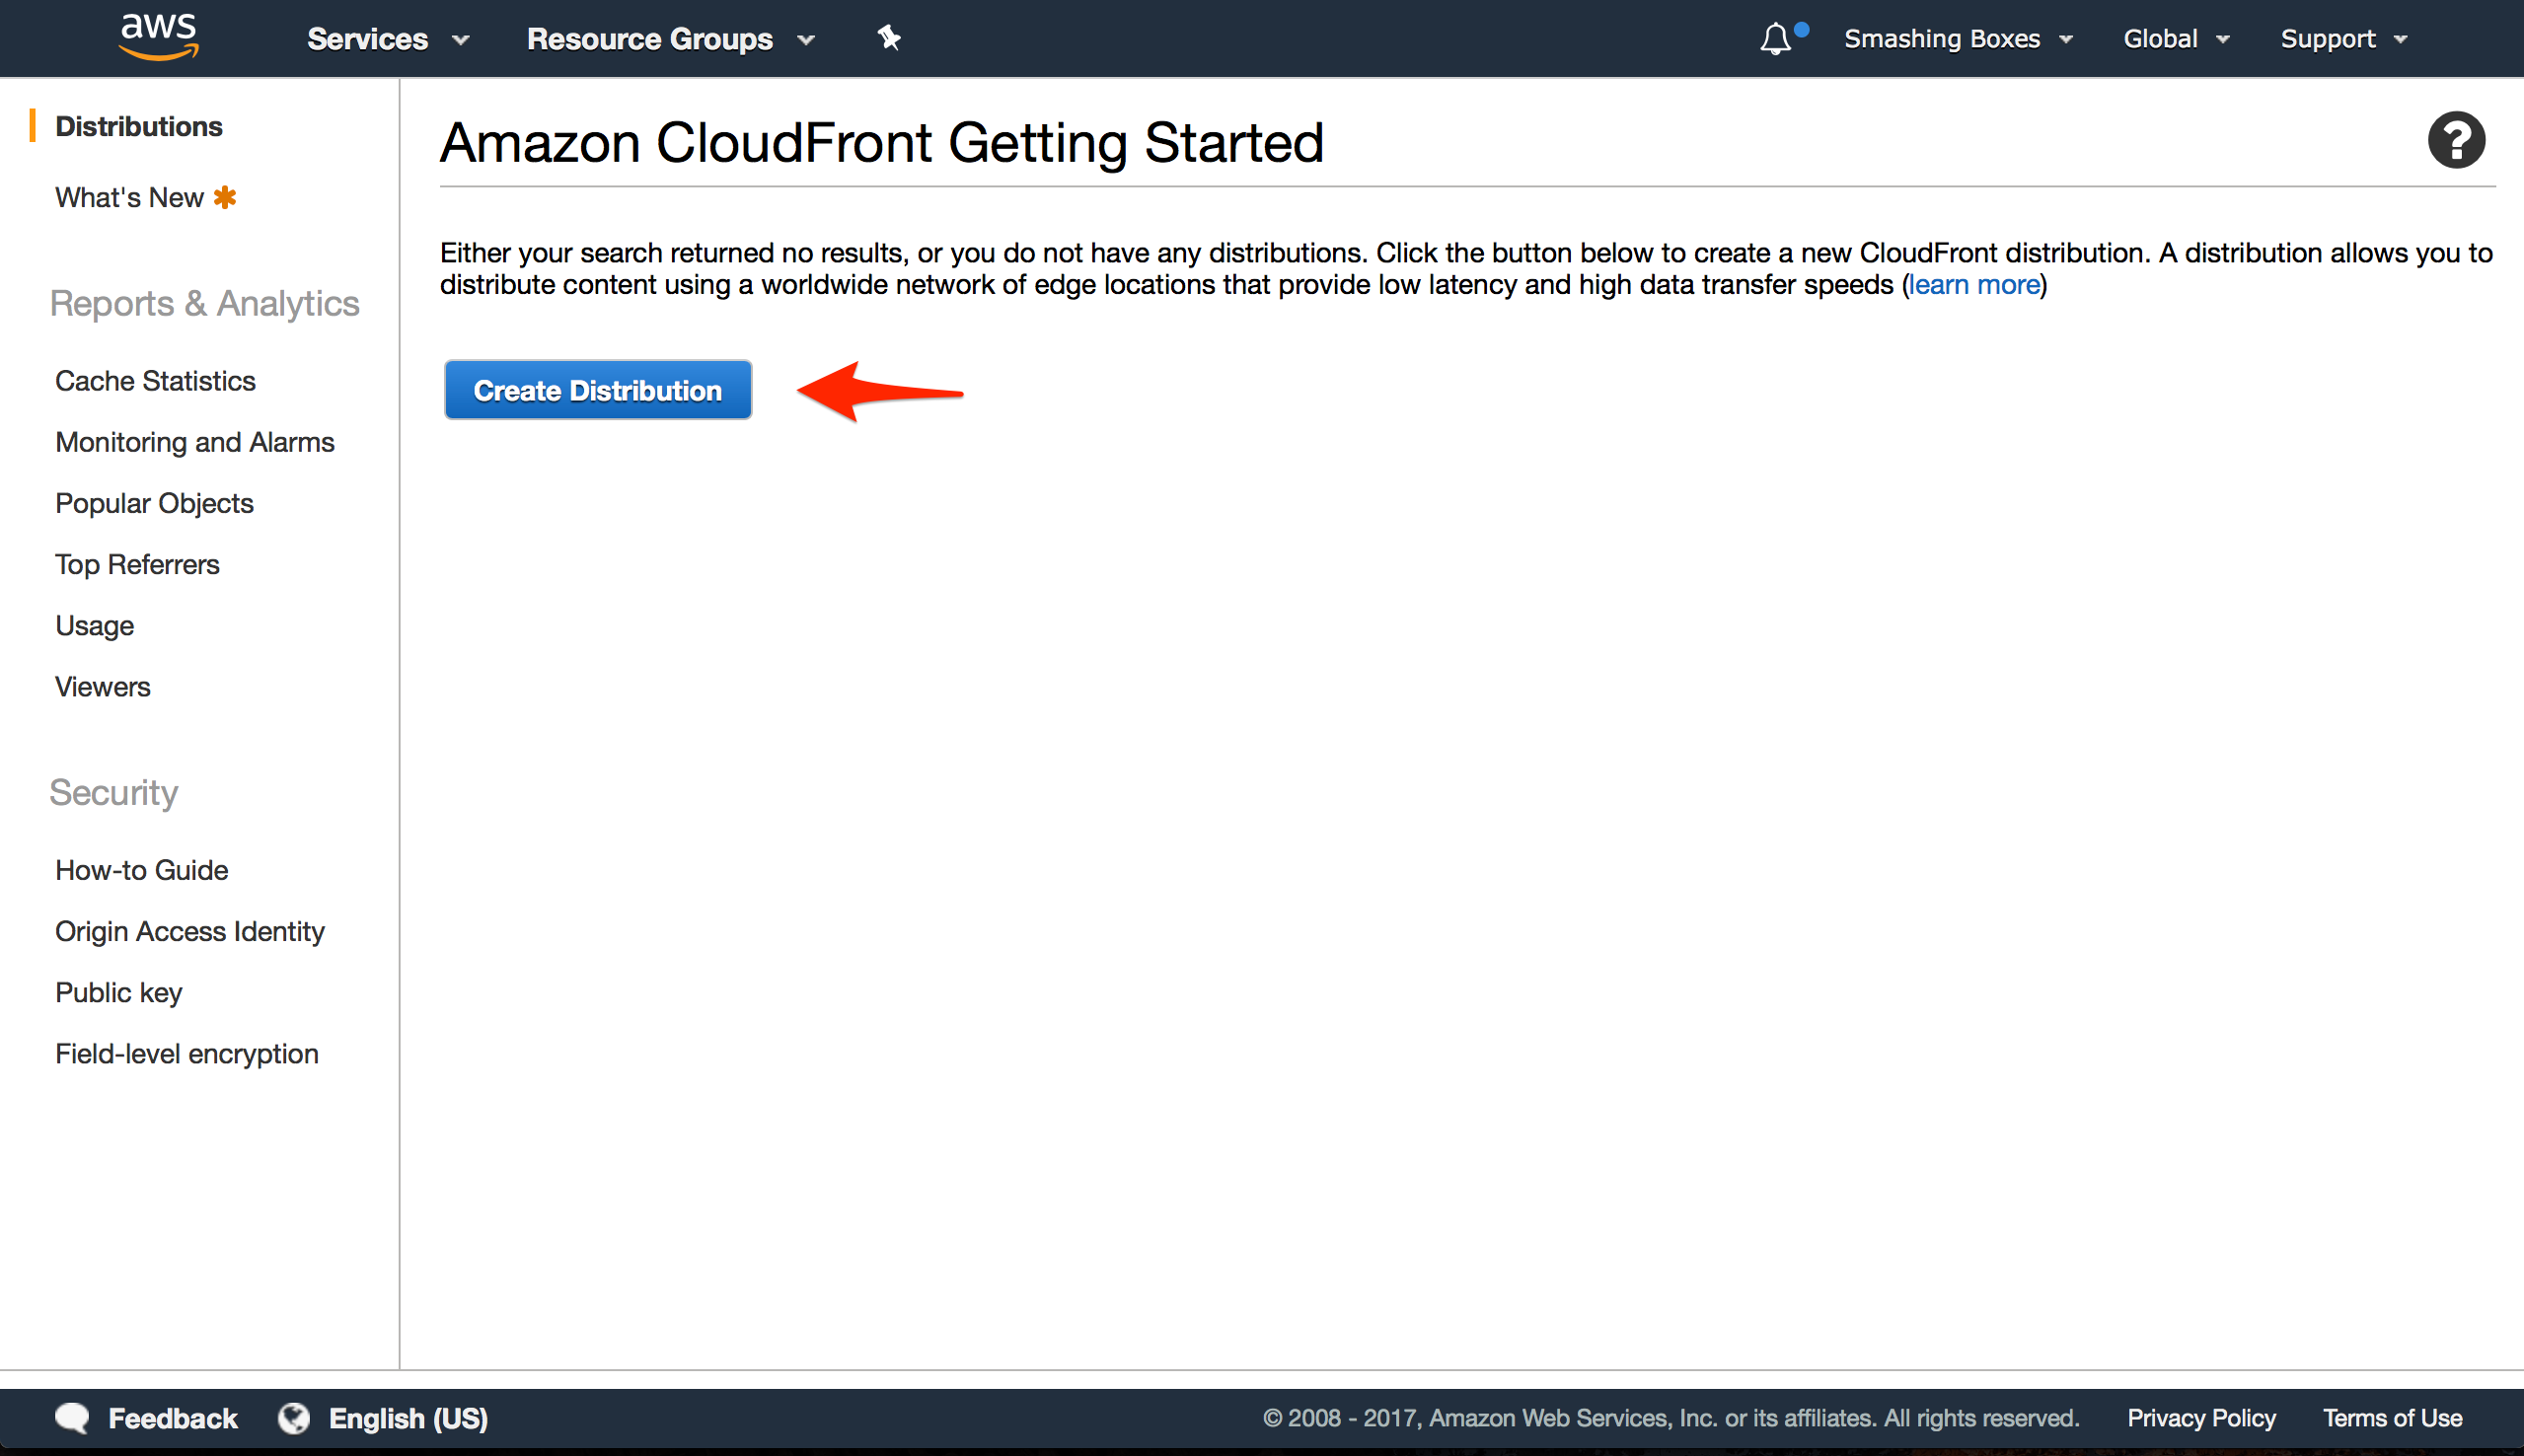 aws
Services
Resource Groups
Smashing Boxes
Global
Support
Distributions
What's New
Reports & Analytics
Cache Statistics
Monitoring and Alarms
Popular Objects
Top Referrers
Usage
Viewers
Security
How-to Guide
Origin Access Identity
Public key
Field-level encryption
Amazon CloudFront Getting Started
Either your search returned no results, or you do not have any distributions. Click the button below to create a new CloudFront distribution. A distribution allows you to
distribute content using a worldwide network of edge locations that provide low latency and high data transfer speeds (learn more)
Create Distribution
Feedback
English (US)
© 2008 - 2017, Amazon Web Services, Inc. or its affiliates. All rights reserved.
Privacy Policy
Terms of Use